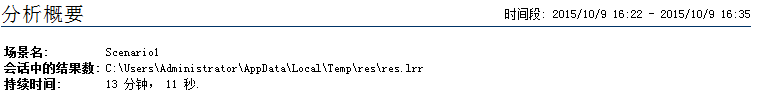 分析概要
时间段: 2015/10/9 16:22 - 2015/10/9 16:35
场景名: Scenario1
会话中的结果数: C:\Users\Administrator\AppData\Local\Temp\res\res.lrr
持续时间: 13 分钟, 11 秒.